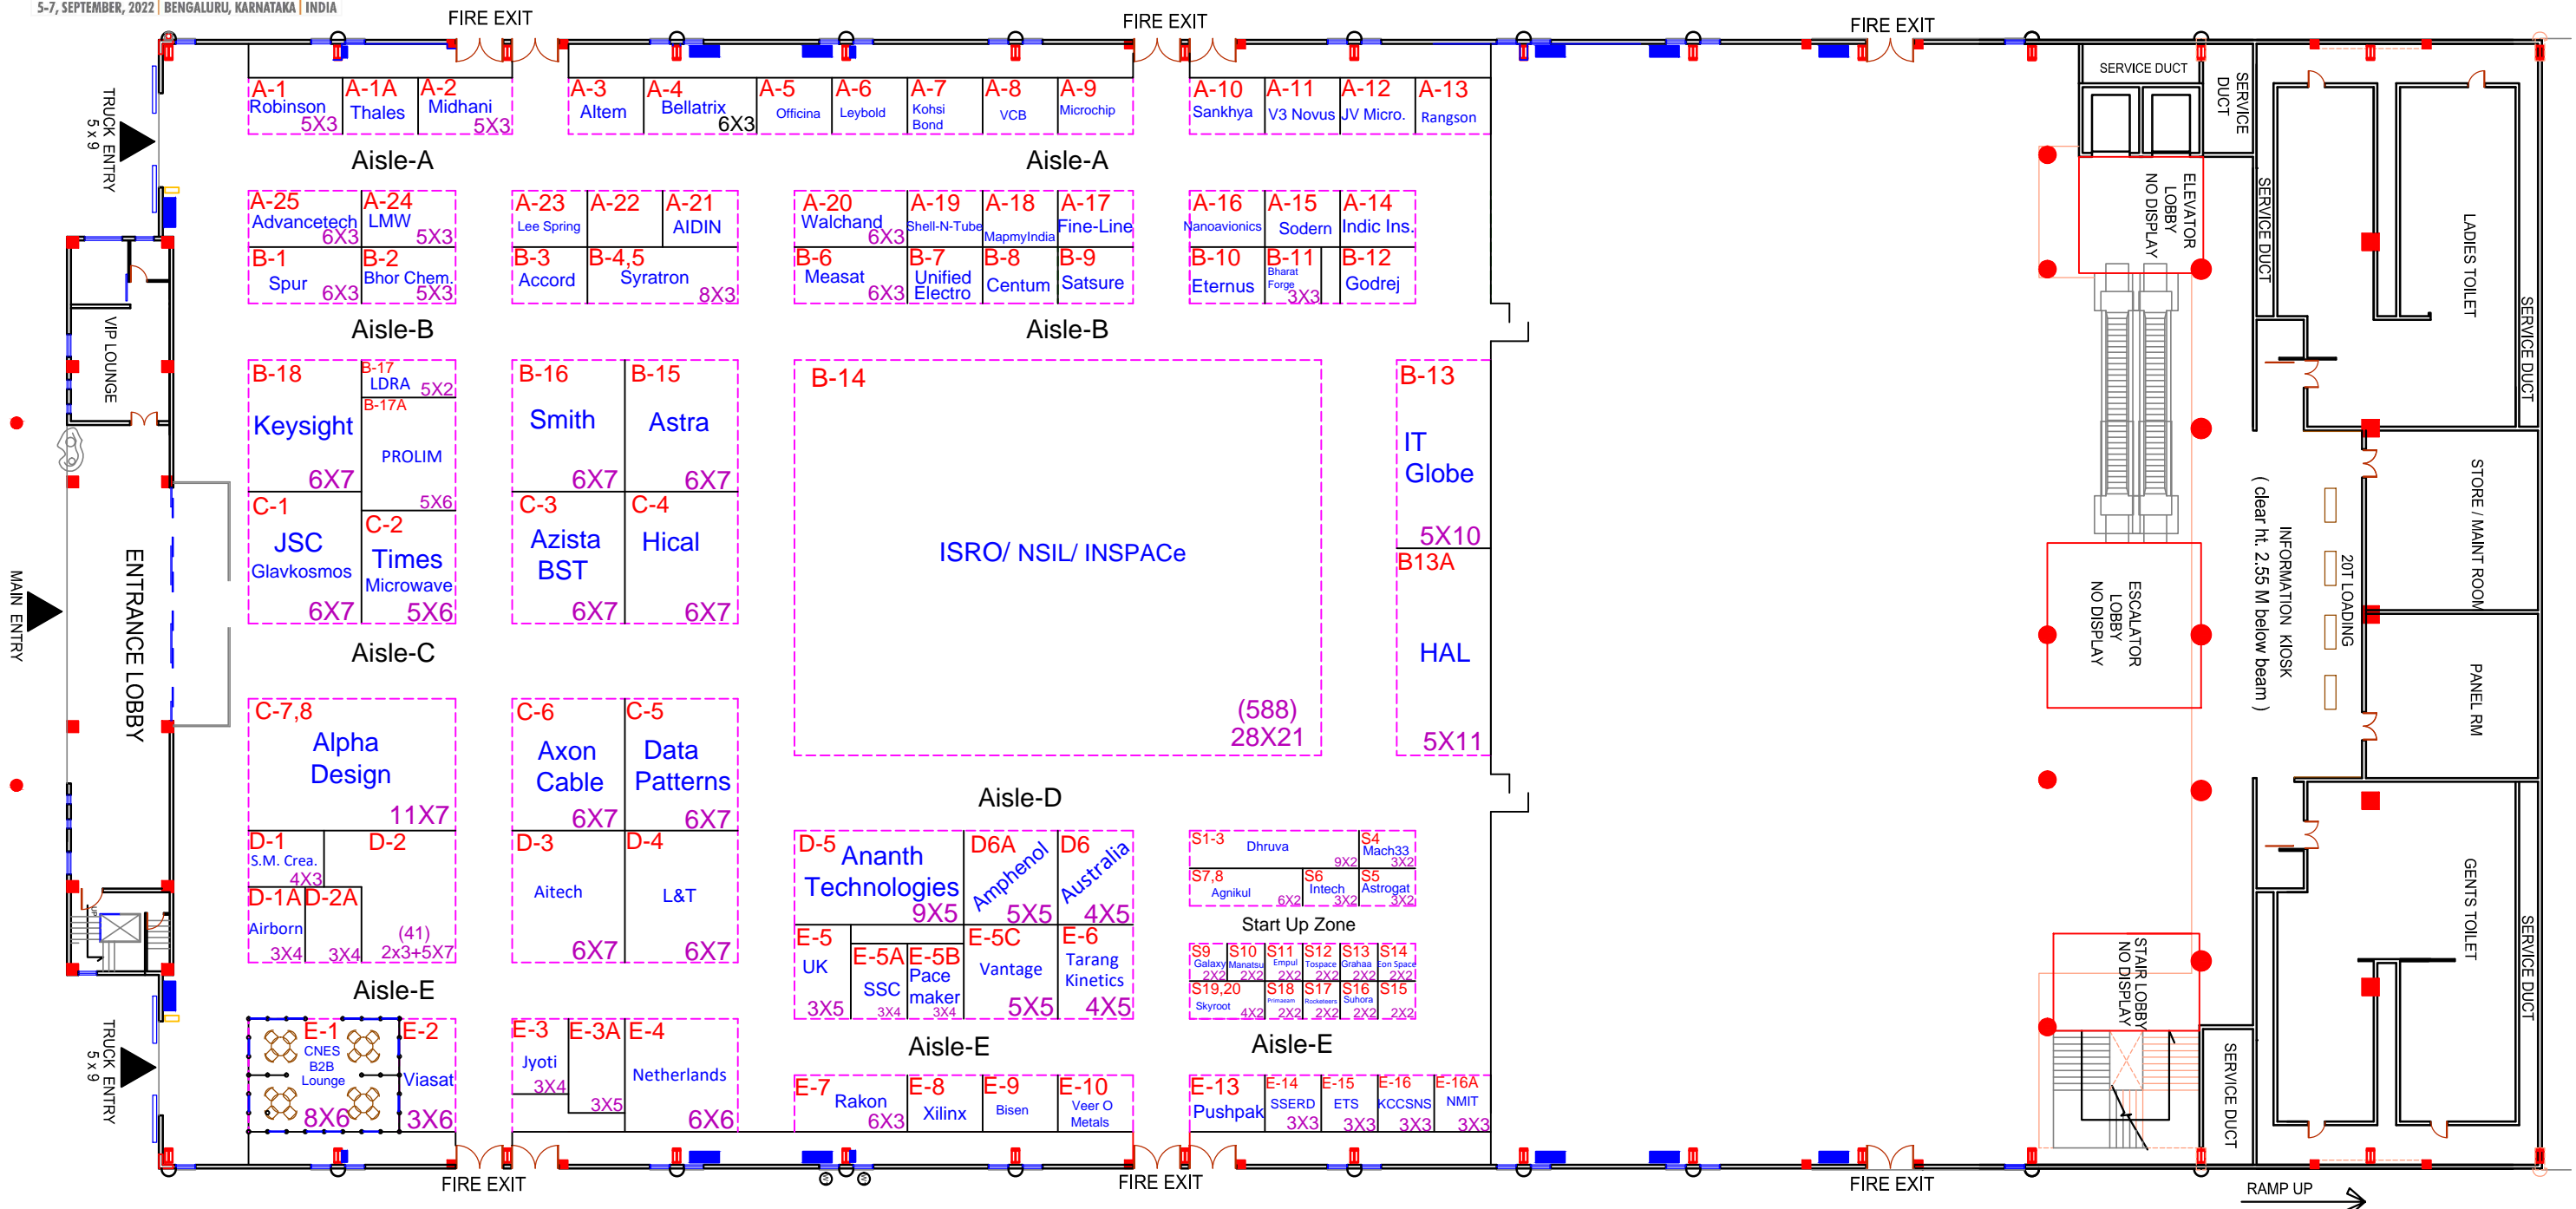 5-7, SEPTEMBER, 2022 | BENGALURU, KARNATAKA | INDIA
FIRE EXIT
FIRE EXIT
FIRE EXIT
TRUCK ENTRY
5 x 9
A-1
Robinson
5X3
A-1A
Thales
A-2
Midhani
5X3
A-3
Altem
A-4
Bellatrix
6X3
A-5
Officina
A-6
Leybold
A-7
Kohsi
Bond
A-8
VCB
A-9
Microchip
A-10
Sankhya
A-11
V3 Novus
A-12
JV Micro.
A-13
Rangson
SERVICE DUCT
SERVICE
DUCT
Aisle-A
Aisle-A
A-25
Advancetech
6X3
A-24
LMW
5X3
A-23
Lee Spring
A-22
A-21
AIDIN
A-20
Walchand
6X3
A-19
Shell-N-Tube
A-18
MapmyIndia
A-17
Fine-Line
A-16
Nanoavionics
A-15
Sodern
A-14
Indic Ins.
B-1
Spur
6X3
B-2
Bhor Chem.
5X3
B-3
Accord
B-4,5
Syratron
8X3
B-6
Measat
6X3
B-7
Unified
Electro
B-8
Centum
B-9
Satsure
B-10
Eternus
B-11
Bharat
Forge
3X3
B-12
Godrej
ELEVATOR
LOBBY
NO DISPLAY
SERVICE DUCT
LADIES TOILET
SERVICE DUCT
Aisle-B
Aisle-B
VIP LOUNGE
B-18
Keysight
6X7
B-17
LDRA
5X2
B-17A
PROLIM
5X6
B-16
Smith
6X7
B-15
Astra
6X7
B-14
ISRO/ NSIL/ INSPACe
(588)
28X21
B-13
IT
Globe
5X10
C-1
JSC
Glavkosmos
6X7
C-2
Times
Microwave
5X6
C-3
Azista
BST
6X7
C-4
Hical
6X7
B13A
HAL
5X11
MAIN ENTRY
ENTRANCE LOBBY
ESCALATOR
LOBBY
NO DISPLAY
INFORMATION KIOSK
( clear ht. 2.55 M below beam )
20T LOADING
STORE / MAINT ROOM
PANEL RM
Aisle-C
C-7,8
Alpha
Design
11X7
C-6
Axon
Cable
6X7
C-5
Data
Patterns
6X7
Aisle-D
D-1
S.M. Crea.
4X3
D-2
(41)
2x3+5X7
D-1A
Airborn
3X4
D-2A
3X4
D-3
Aitech
6X7
D-4
L&T
6X7
D-5
Ananth
Technologies
9X5
D6A
Amphenol
5X5
D6
Australia
4X5
S1-3
Dhruva
9X2
S4
Mach33
3X2
S7,8
Agnikul
6X2
S6
Intech
3X2
S5
Astrogat
3X2
Start Up Zone
E-5
UK
3X5
E-5A
SSC
3X4
E-5B
Pace
maker
3X4
E-5C
Vantage
5X5
E-6
Tarang
Kinetics
4X5
S9
Galaxy
2X2
S10
Manatsu
2X2
S11
Empul
2X2
S12
Tospace
2X2
S13
Grahaa
2X2
S14
Eon Space
2X2
S19,20
Skyroot
4X2
S18
Primaeam
2X2
S17
Rocketeers
2X2
S16
Suhora
2X2
S15
2X2
UP
STAIR LOBBY
NO DISPLAY
GENTS TOILET
SERVICE DUCT
SERVICE DUCT
Aisle-E
Aisle-E
Aisle-E
TRUCK ENTRY
5 x 9
E-1
CNES
B2B
Lounge
8X6
E-2
Viasat
3X6
E-3
Jyoti
3X4
E-3A
3X5
E-4
Netherlands
6X6
E-7
Rakon
6X3
E-8
Xilinx
E-9
Bisen
E-10
Veer O
Metals
E-13
Pushpak
E-14
SSERD
3X3
E-15
ETS
3X3
E-16
KCCSNS
3X3
E-16A
NMIT
3X3
FIRE EXIT
FIRE EXIT
FIRE EXIT
RAMP UP